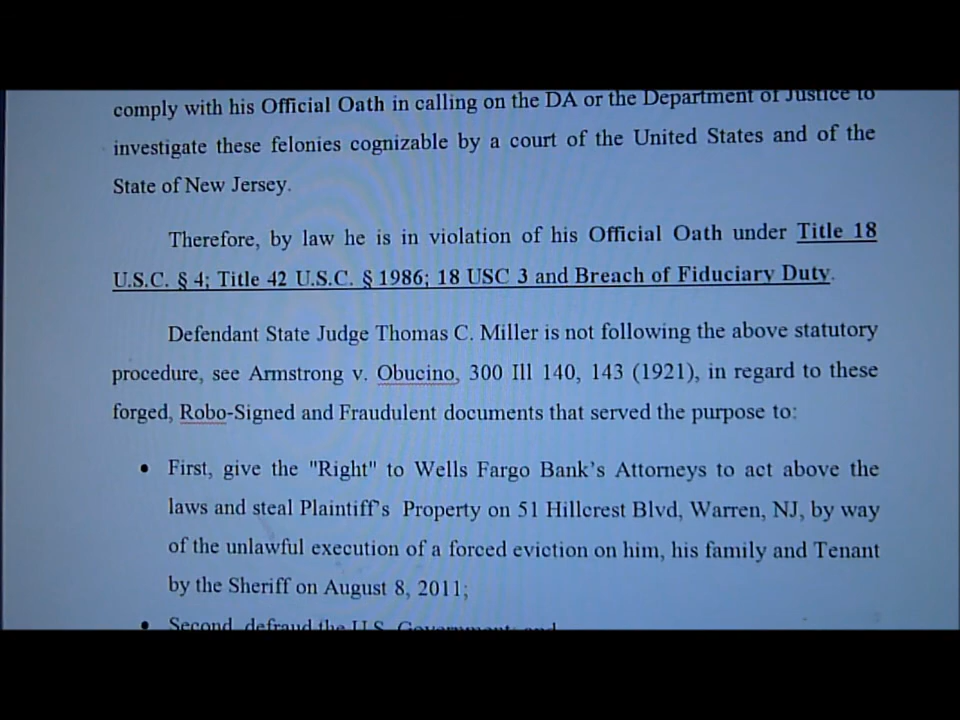 comply with his Official Oath in calling on the DA or the Department of Justice to
investigate these felonies cognizable by a court of the United States and of the
State of New Jersey.
Therefore, by law he is in violation of his Official Oath under Title 18
U.S.C. § 4; Title 42 U.S.C. § 1986; 18 USC 3 and Breach of Fiduciary Duty.
Defendant State Judge Thomas C. Miller is not following the above statutory
procedure, see Armstrong v. Obucino, 300 Ill 140, 143 (1921), in regard to these
forged, Robo-Signed and Fraudulent documents that served the purpose to:
• First, give the "Right" to Wells Fargo Bank’s Attorneys to act above the
laws and steal Plaintiff’s Property on 51 Hillcrest Blvd, Warren, NJ, by way
of the unlawful execution of a forced eviction on him, his family and Tenant
by the Sheriff on August 8, 2011;
• Second, defraud the U.S. Government; and